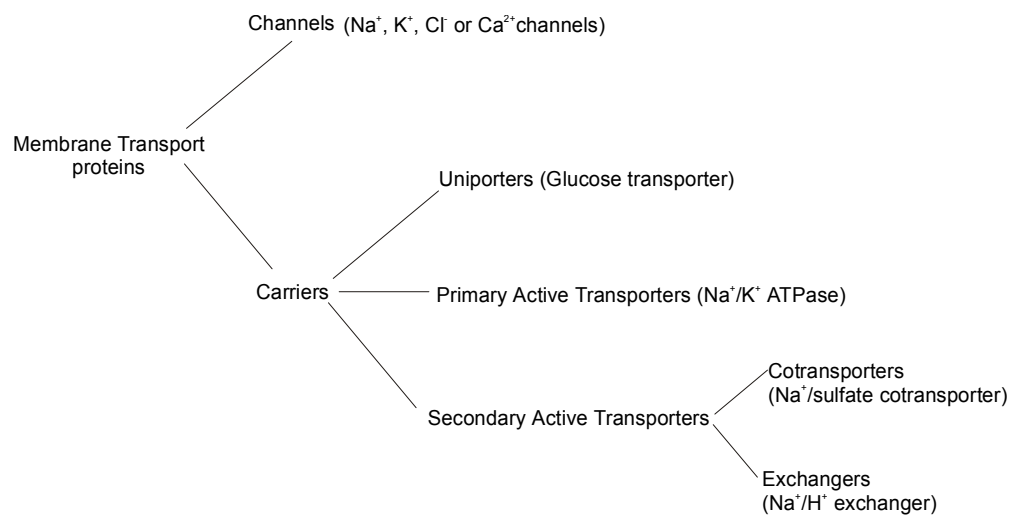 Channels (Na⁺, K⁺, Cl⁻ or Ca²⁺channels)
Membrane Transport
proteins
Uniporters (Glucose transporter)
Carriers
Primary Active Transporters (Na⁺/K⁺ ATPase)
Secondary Active Transporters
Cotransporters
(Na⁺/sulfate cotransporter)
Exchangers
(Na⁺/H⁺ exchanger)